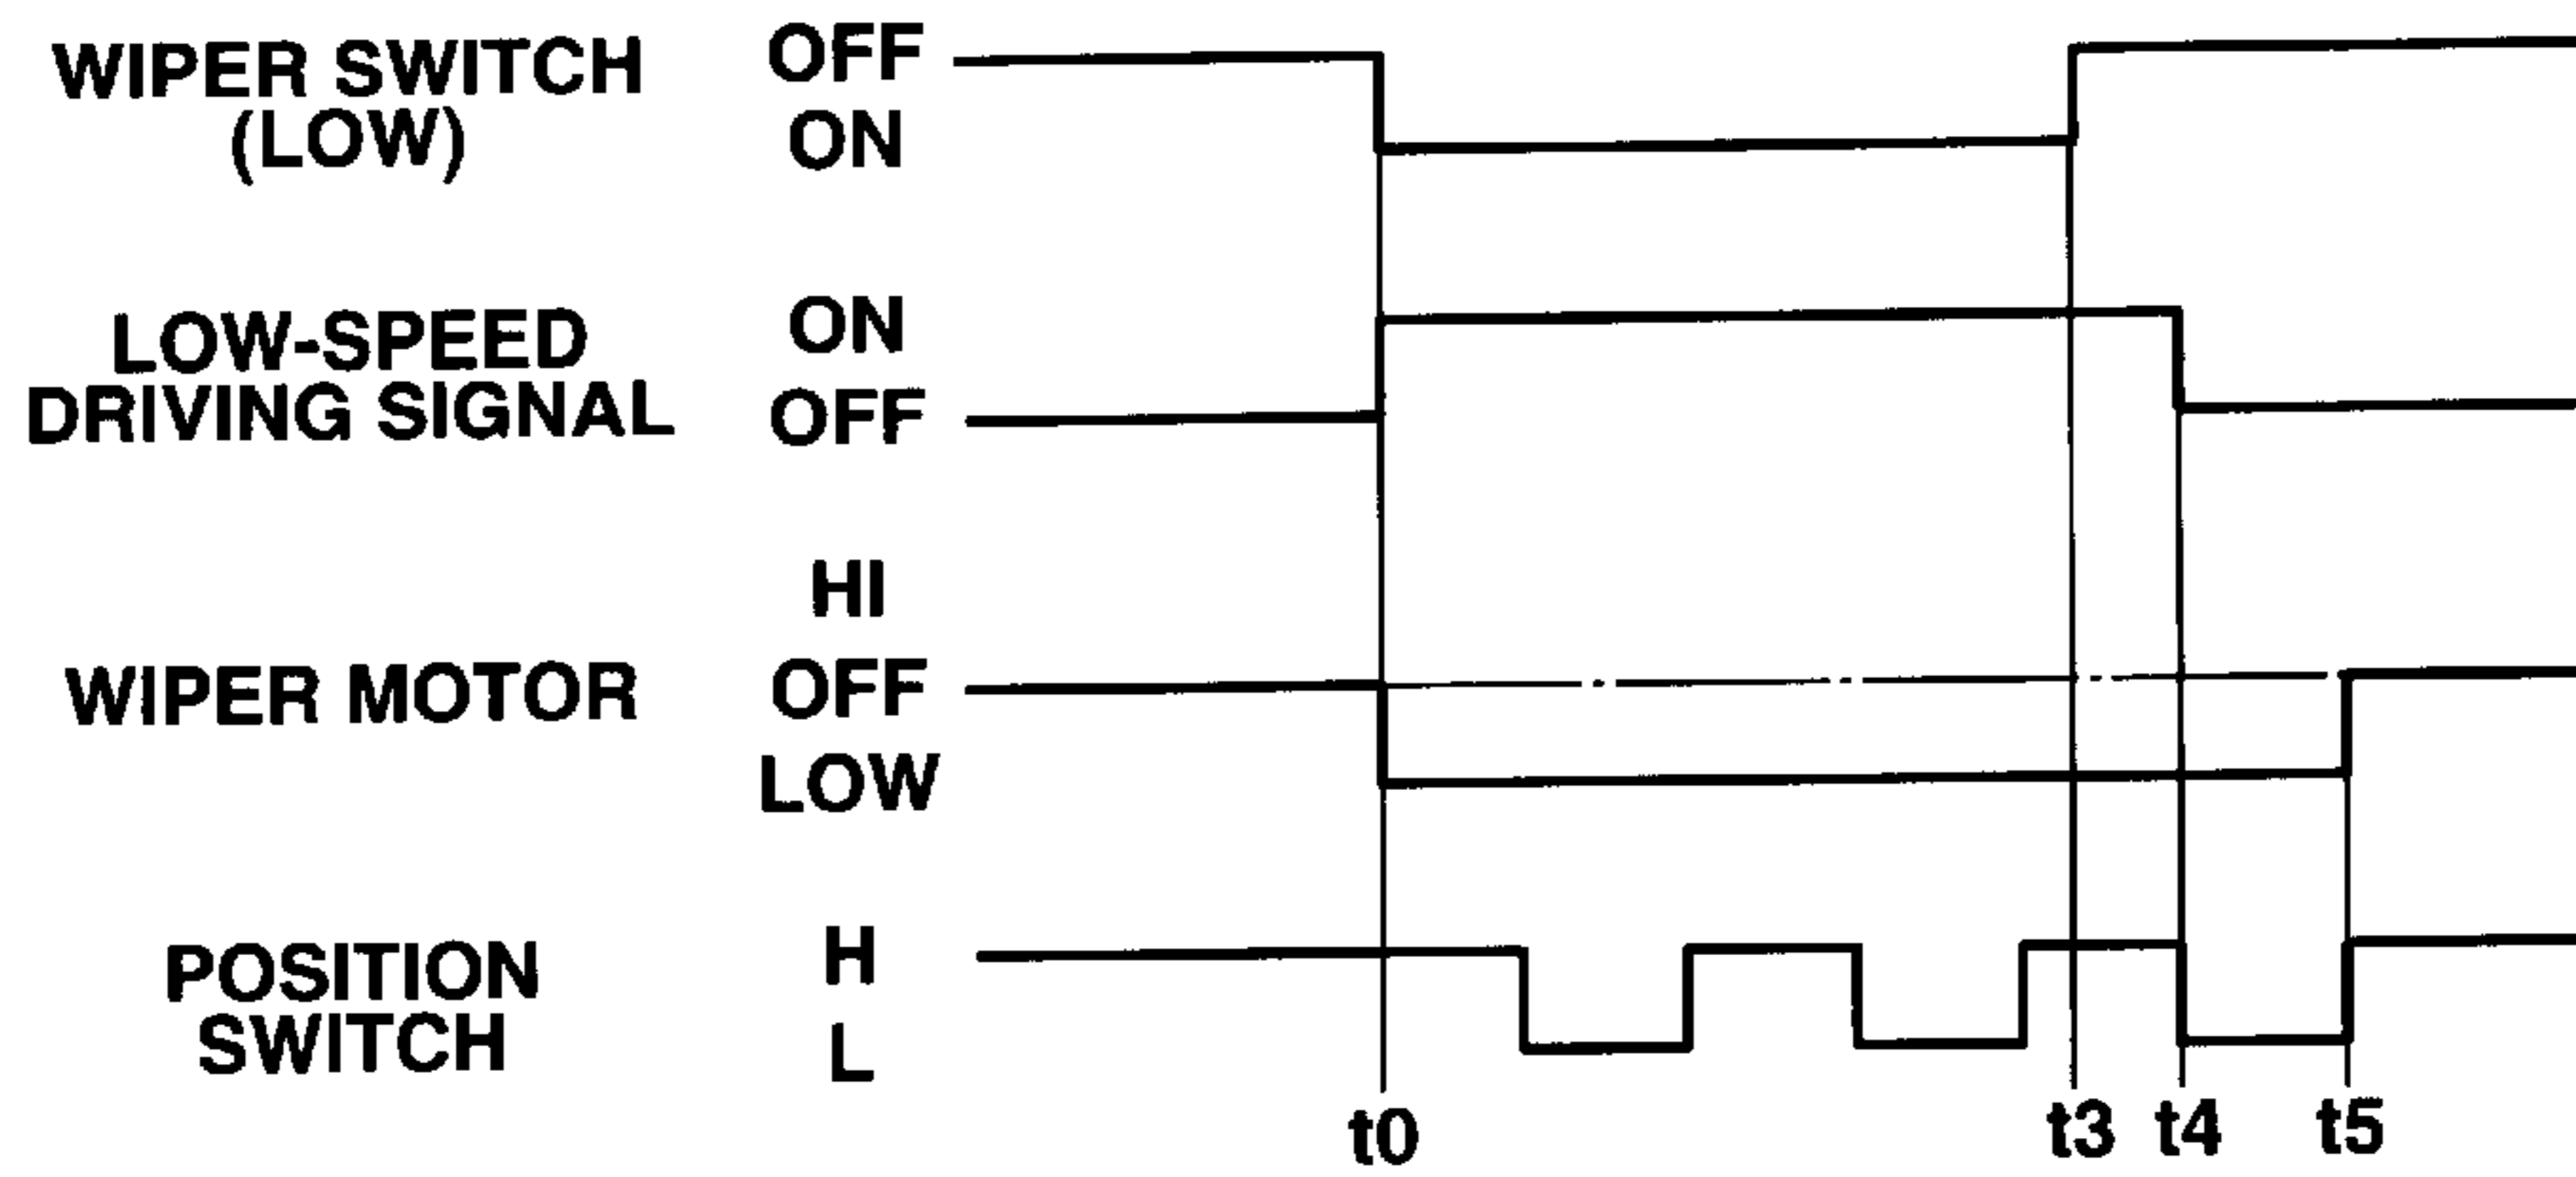 WIPER SWITCH
(LOW)
OFF
ON
LOW-SPEED
DRIVING SIGNAL
ON
OFF
WIPER MOTOR
HI
OFF
LOW
POSITION
SWITCH
H
L
t0
t3
t4
t5